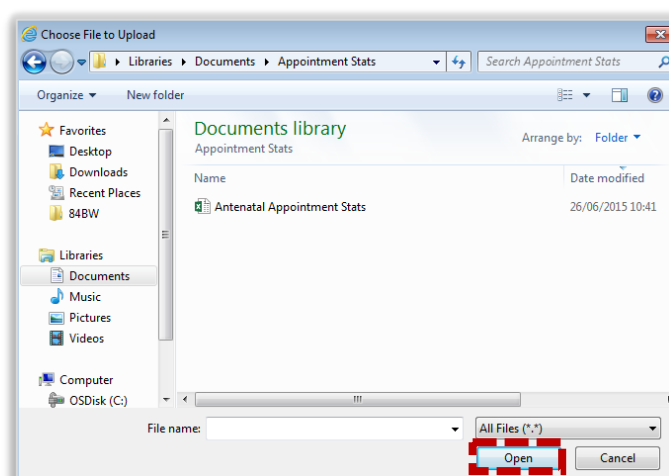 Choose File to Upload
Libraries Documents Appointment Stats Search Appointment Stats
Organize New folder
Favorites
Desktop
Downloads
Recent Places
84BW
Libraries
Documents
Music
Pictures
Videos
Computer
OSDisk (C:)
Documents library
Appointment Stats
Arrange by: Folder
Name Date modified
Antenatal Appointment Stats 26/06/2015 10:41
File name: All Files (*.*)
Open Cancel